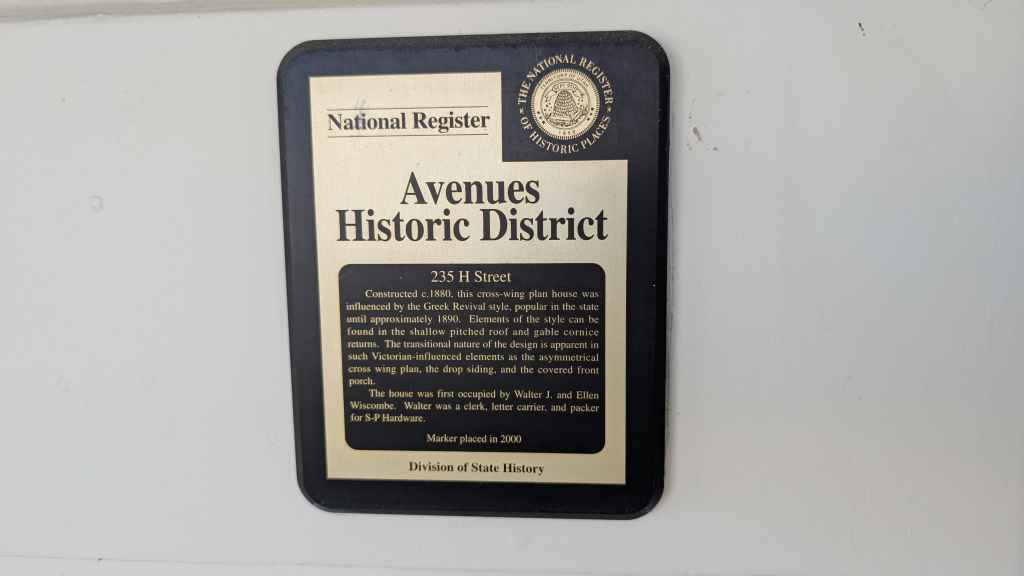 National Register
THE NATIONAL REGISTER
OF HISTORIC PLACES
Avenues
Historic District
235 H Street
Constructed c.1880, this cross-wing plan house was
influenced by the Greek Revival style, popular in the state
until approximately 1890. Elements of the style can be
found in the shallow pitched roof and gable cornice
returns. The transitional nature of the design is apparent in
such Victorian-influenced elements as the asymmetrical
cross wing plan, the drop siding, and the covered front
porch.
The house was first occupied by Walter J. and Ellen
Wiscombe. Walter was a clerk, letter carrier, and packer
for S-P Hardware.
Marker placed in 2000
Division of State History